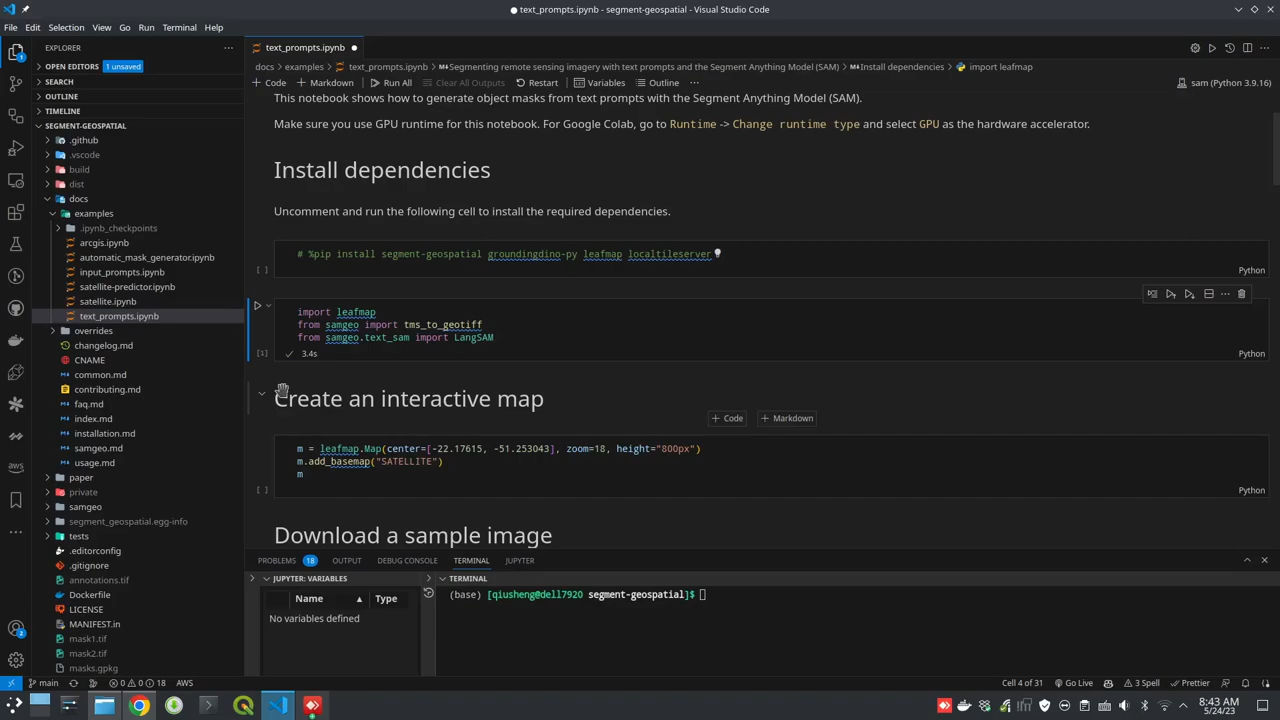 text_prompts.ipynb - segment-geospatial - Visual Studio Code
File Edit Selection View Go Run Terminal Help
EXPLORER
OPEN EDITORS 1 unsaved
SEARCH
OUTLINE
TIMELINE
SEGMENT-GEOSPATIAL
.github
.vscode
build
dist
docs
examples
.ipynb_checkpoints
arcgis.ipynb
automatic_mask_generator.ipynb
input_prompts.ipynb
satellite-predictor.ipynb
satellite.ipynb
text_prompts.ipynb
overrides
changelog.md
CNAME
common.md
contributing.md
faq.md
index.md
installation.md
samgeo.md
usage.md
paper
private
samgeo
segment_geospatial.egg-info
tests
.editorconfig
.gitignore
annotations.tif
Dockerfile
LICENSE
MANIFEST.in
mask1.tif
mask2.tif
masks.gpkg
aws
text_prompts.ipynb
docs > examples > text_prompts.ipynb > Segmenting remote sensing imagery with text prompts and the Segment Anything Model (SAM) > Install dependencies > import leafmap
+ Code + Markdown Run All Clear All Outputs Restart Variables Outline ... sam (Python 3.9.16)
This notebook shows how to generate object masks from text prompts with the Segment Anything Model (SAM).
Make sure you use GPU runtime for this notebook. For Google Colab, go to Runtime -> Change runtime type and select GPU as the hardware accelerator.
Install dependencies
Uncomment and run the following cell to install the required dependencies.
# %pip install segment-geospatial groundingdino-py leafmap localtileserver
[ ] Python
import leafmap
from samgeo import tms_to_geotiff
from samgeo.text_sam import LangSAM
[1] 3.4s Python
Create an interactive map
+ Code + Markdown
m = leafmap.Map(center=[-22.17615, -51.253043], zoom=18, height="800px")
m.add_basemap("SATELLITE")
m
[ ] Python
Download a sample image
PROBLEMS 18 OUTPUT DEBUG CONSOLE TERMINAL JUPYTER
JUPYTER: VARIABLES
Name Type
No variables defined
TERMINAL
(base) [qiusheng@dell7920 segment-geospatial]$
main 0 0 18 AWS Cell 4 of 31 Go Live 3 Spell Prettier
8:43 AM
5/24/23